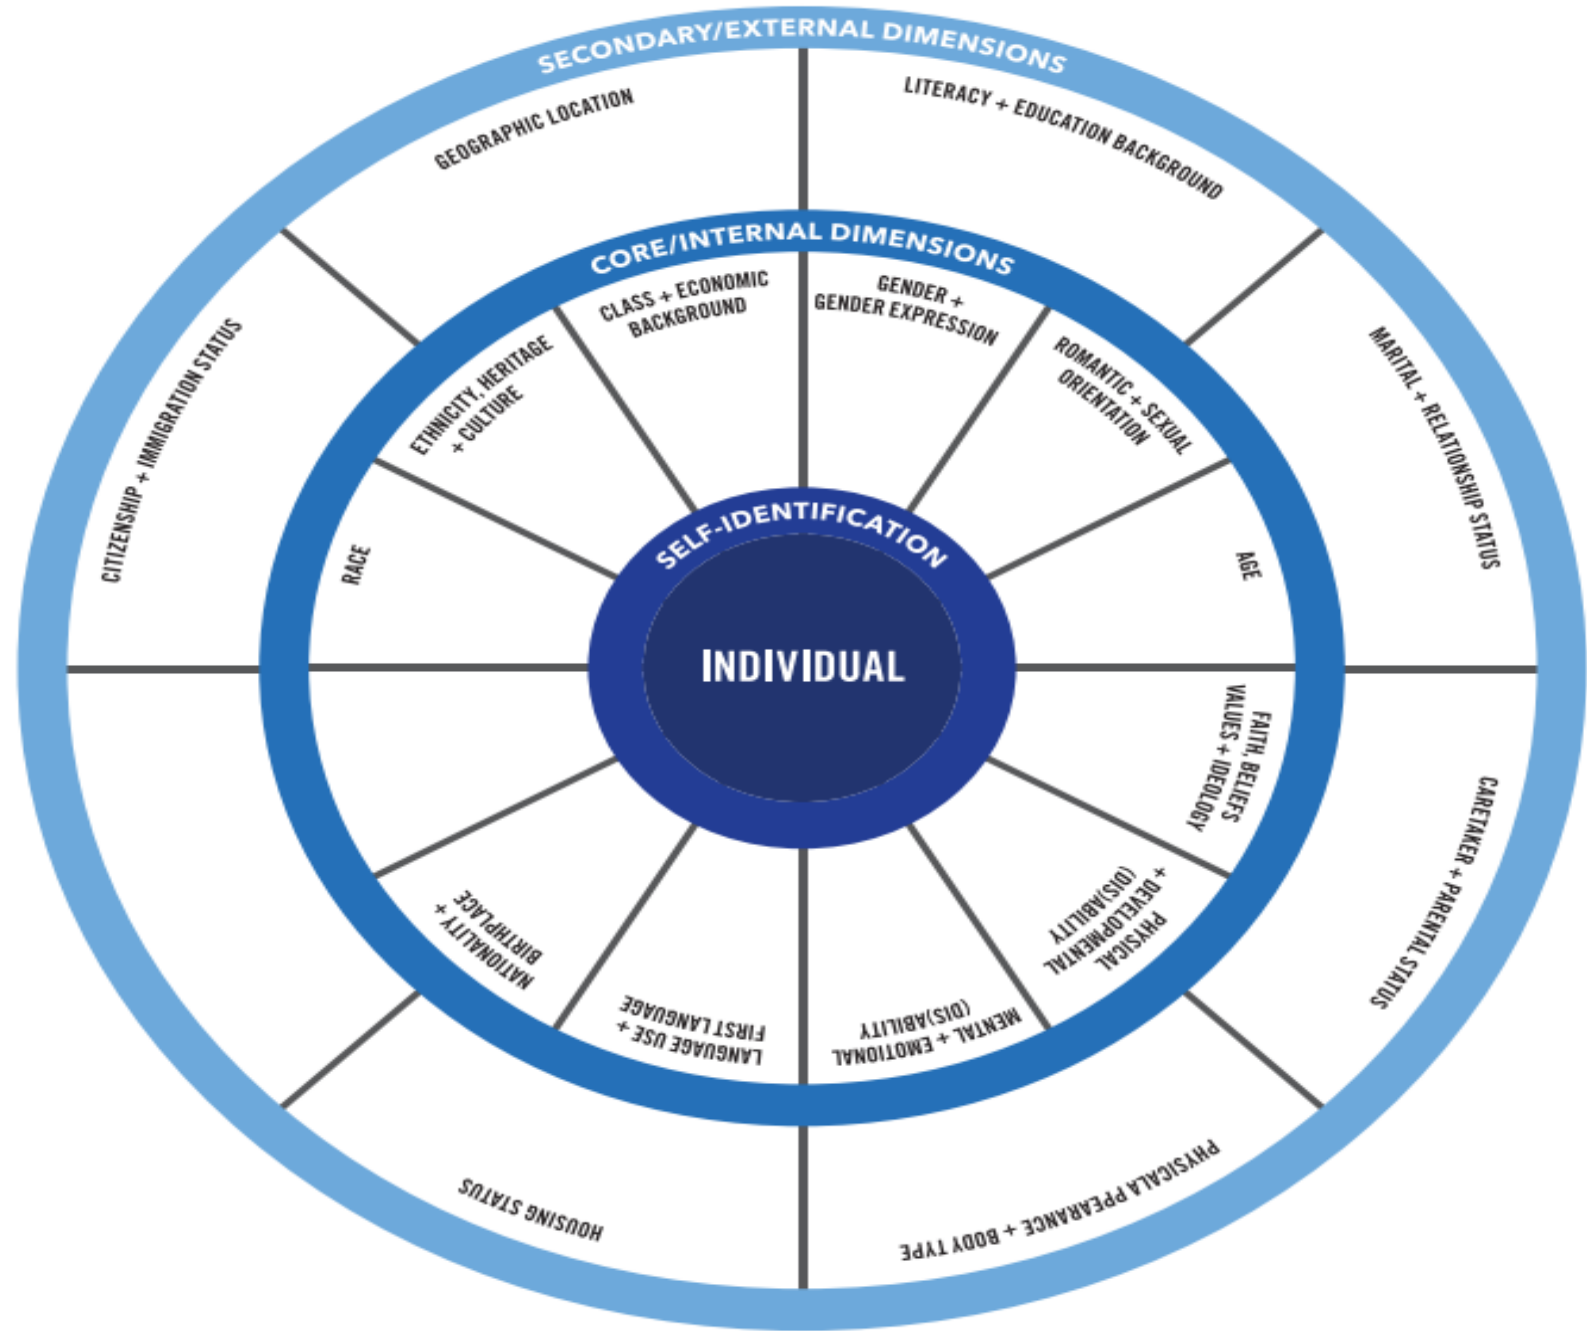 SECONDARY/EXTERNAL DIMENSIONS
GEOGRAPHIC LOCATION
LITERACY + EDUCATION BACKGROUND
MARITAL + RELATIONSHIP STATUS
CARETAKER + PARENTAL STATUS
PHYSICALA PPEARANCE + BODY TYPE
HOUSING STATUS
CITIZENSHIP + IMMIGRATION STATUS
CORE/INTERNAL DIMENSIONS
CLASS + ECONOMIC
BACKGROUND
GENDER +
GENDER EXPRESSION
ROMANTIC + SEXUAL
ORIENTATION
AGE
FAITH, BELIEFS
VALUES + IDEOLOGY
PHYSICAL
+ DEVELOPMENTAL
(DIS)ABILITY
MENTAL + EMOTIONAL
(DIS)ABILITY
LANGUAGE USE +
FIRST LANGUAGE
NATIONALITY +
BIRTHPLACE
RACE
ETHNICITY, HERITAGE
+ CULTURE
SELF-IDENTIFICATION
INDIVIDUAL